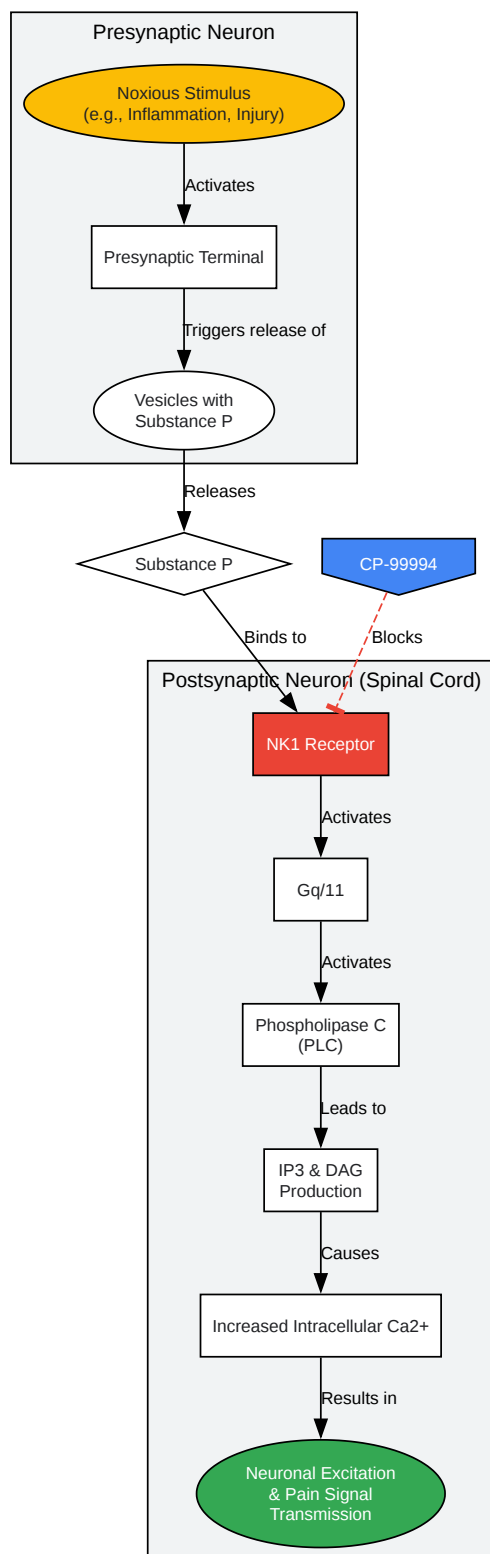 Presynaptic Neuron
Noxious Stimulus
(e.g., Inflammation, Injury)
Activates
Presynaptic Terminal
Triggers release of
Vesicles with
Substance P
Releases
Substance P
CP-99994
Binds to
Blocks
Postsynaptic Neuron (Spinal Cord)
NK1 Receptor
Activates
Gq/11
Activates
Phospholipase C
(PLC)
Leads to
IP3 & DAG
Production
Causes
Increased Intracellular Ca2+
Results in
Neuronal Excitation
& Pain Signal
Transmission